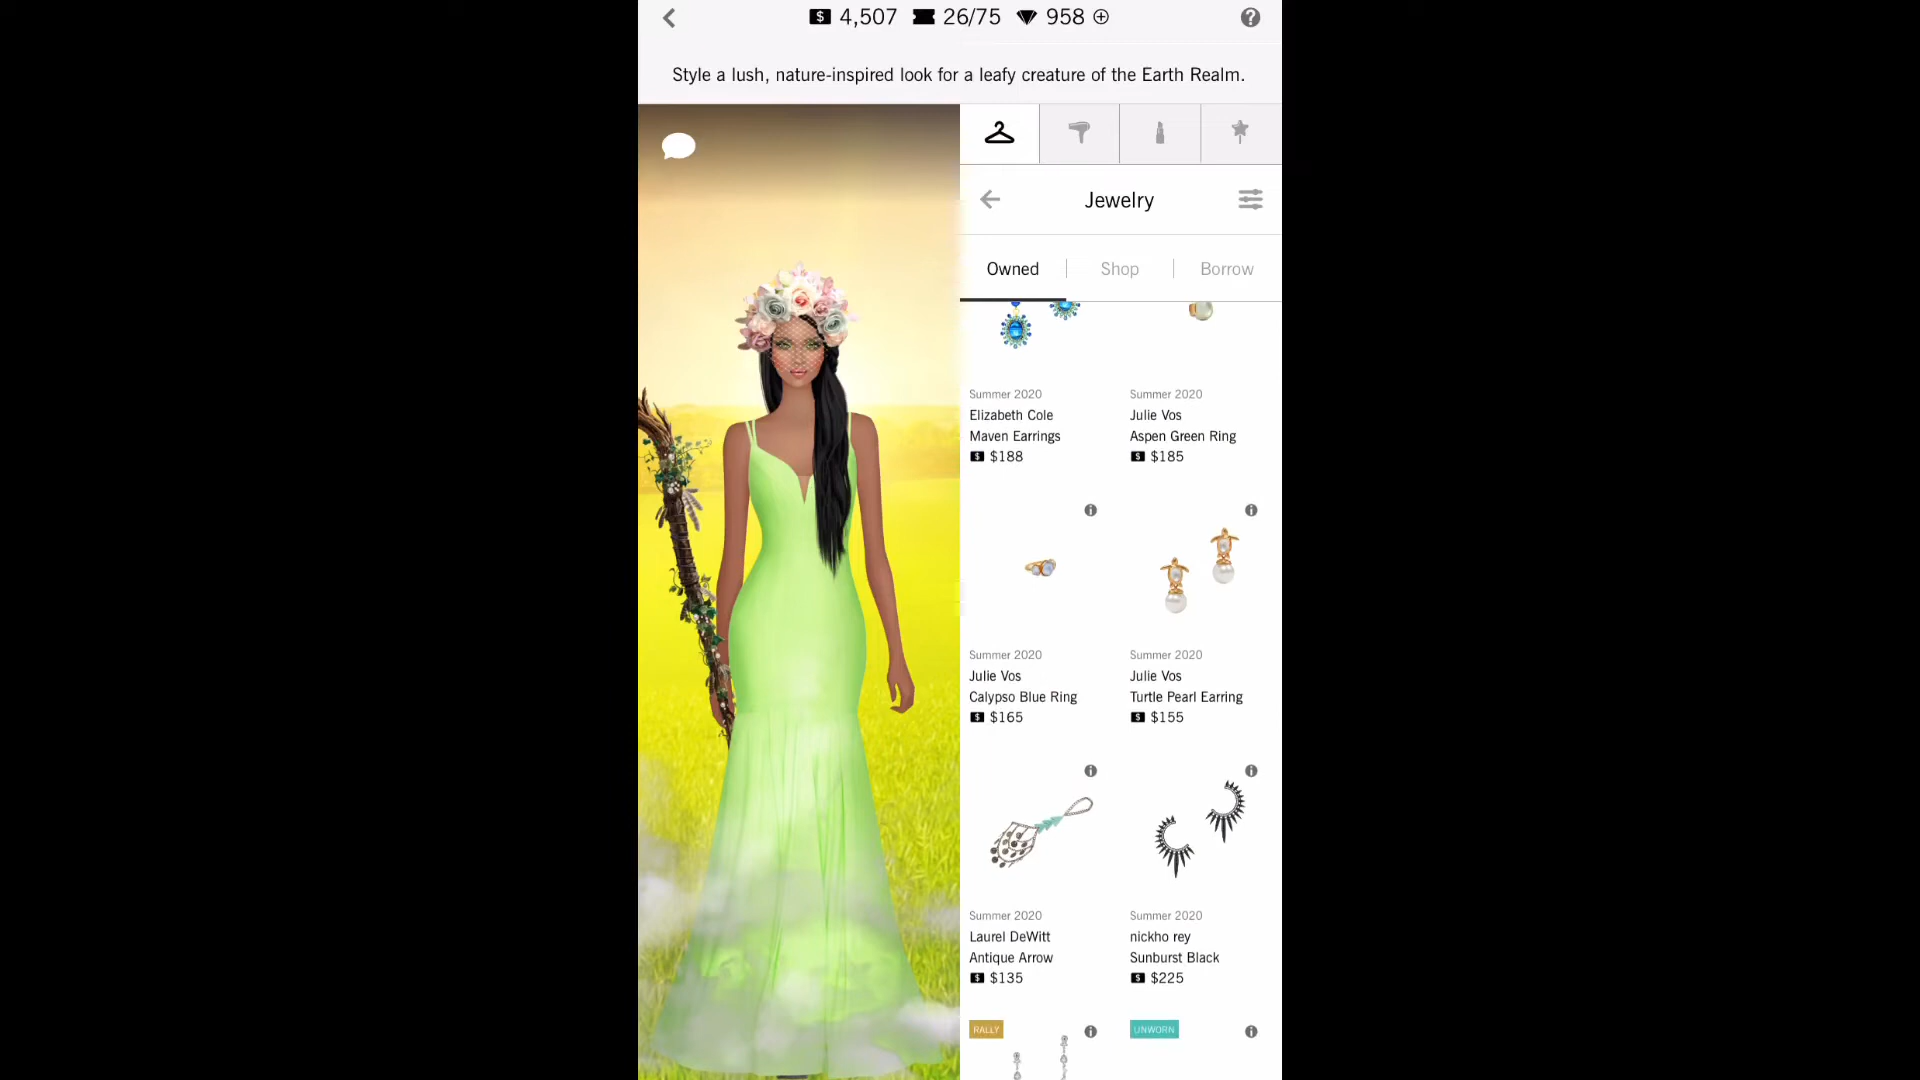 4,507 26/75 958
Style a lush, nature-inspired look for a leafy creature of the Earth Realm.
Jewelry
Owned Shop Borrow
Summer 2020
Elizabeth Cole
Maven Earrings
$188
Summer 2020
Julie Vos
Aspen Green Ring
$185
Summer 2020
Julie Vos
Calypso Blue Ring
$165
Summer 2020
Julie Vos
Turtle Pearl Earring
$155
Summer 2020
Laurel DeWitt
Antique Arrow
$135
Summer 2020
nickho rey
Sunburst Black
$225
RALLY
UNWORN